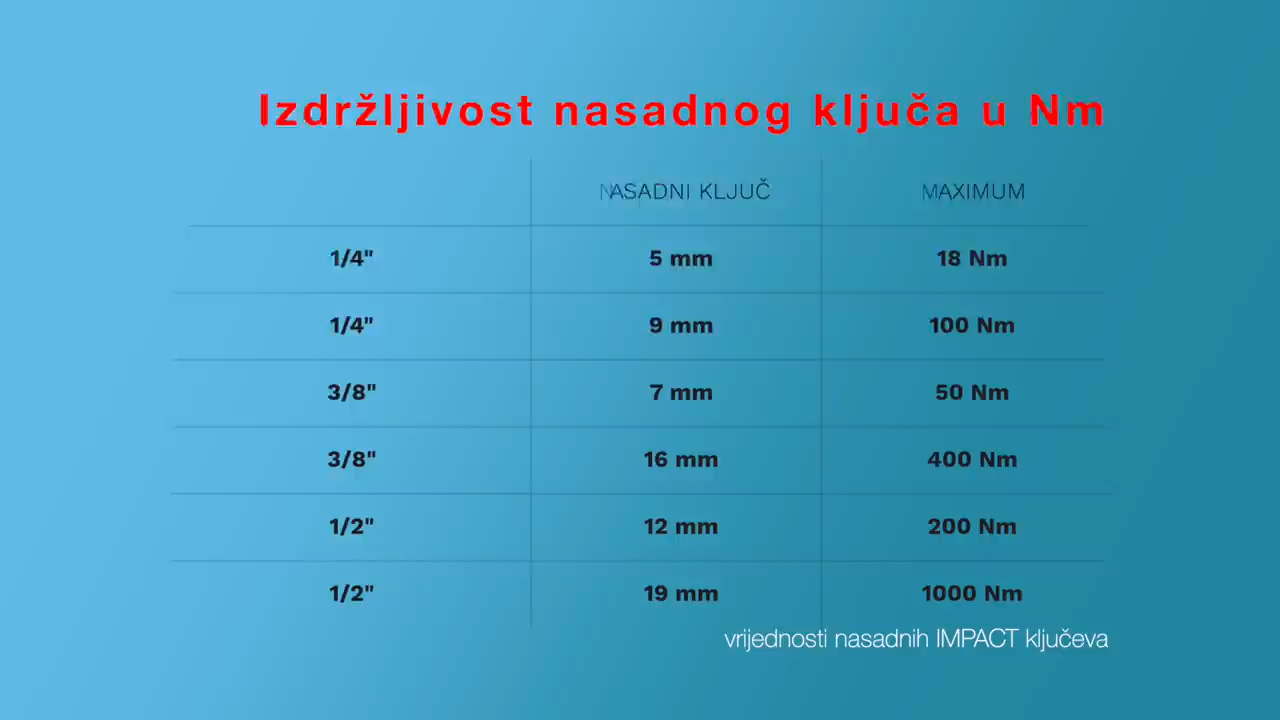 Izdržljivost nasadnog ključa u Nm
NASADNI KLJUČ MAXIMUM
1/4" 5 mm 18 Nm
1/4" 9 mm 100 Nm
3/8" 7 mm 50 Nm
3/8" 16 mm 400 Nm
1/2" 12 mm 200 Nm
1/2" 19 mm 1000 Nm
vrijednosti nasadnih IMPACT ključeva